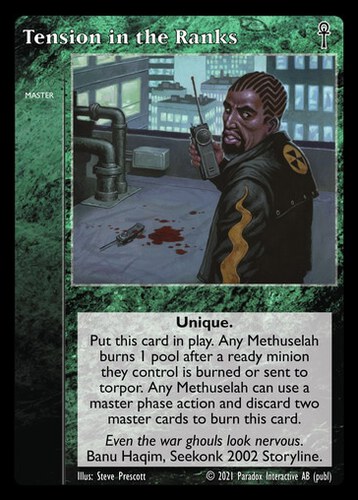 Tension in the Ranks
MASTER
Unique.
Put this card in play. Any Methuselah
burns 1 pool after a ready minion
they control is burned or sent to
torpor. Any Methuselah can use a
master phase action and discard two
master cards to burn this card.
Even the war ghouls look nervous.
Banu Haqim, Seekonk 2002 Storyline.
Illus: Steve Prescott © 2021 Paradox Interactive AB (publ)